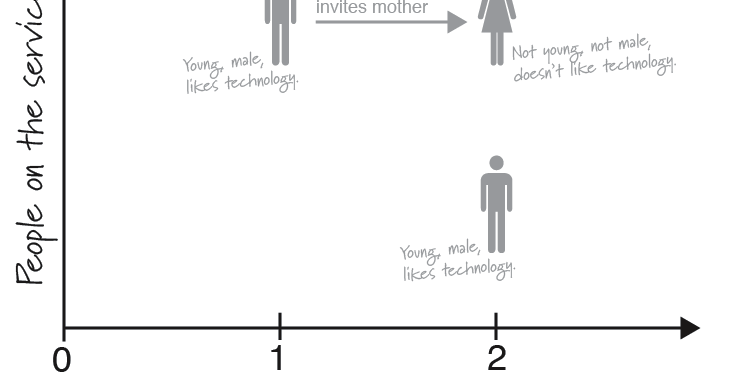 People on the servic
invites mother
Young, male,
likes technology.
Not young, not male,
doesn't like technology.
Young, male,
likes technology.
0
1
2